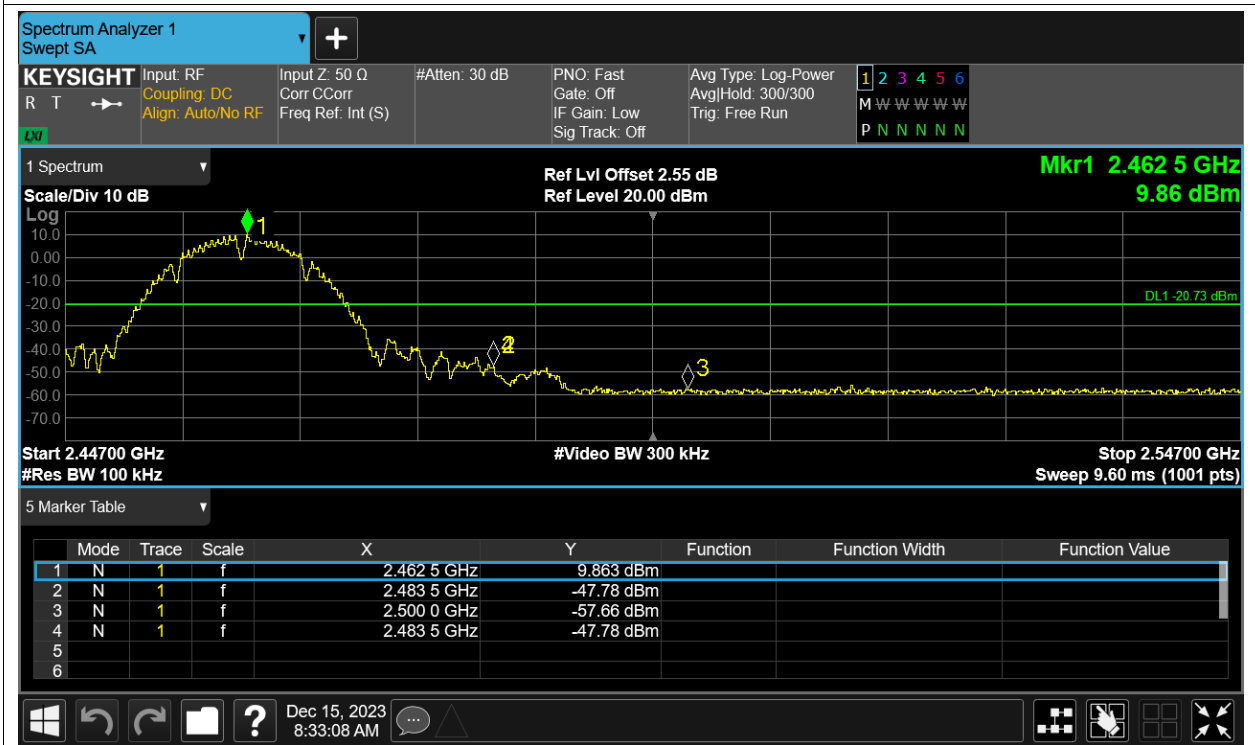 Spectrum Analyzer 1
Swept SA
+
KEYSIGHT
R T
LXI
Input: RF
Coupling: DC
Align: Auto/No RF
Input Z: 50 Ω
Corr CCorr
Freq Ref: Int (S)
#Atten: 30 dB
PNO: Fast
Gate: Off
IF Gain: Low
Sig Track: Off
Avg Type: Log-Power
Avg|Hold: 300/300
Trig: Free Run
1 2 3 4 5 6
M W W W W W
P N N N N N
1 Spectrum
Scale/Div 10 dB
Ref Lvl Offset 2.55 dB
Ref Level 20.00 dBm
Mkr1 2.462 5 GHz
9.86 dBm
Log
10.0
0.00
-10.0
-20.0
-30.0
-40.0
-50.0
-60.0
-70.0
1
2
3
DL1 -20.73 dBm
Start 2.44700 GHz
#Res BW 100 kHz
#Video BW 300 kHz
Stop 2.54700 GHz
Sweep 9.60 ms (1001 pts)
5 Marker Table
Mode Trace Scale X Y Function Function Width Function Value
1 N 1 f 2.462 5 GHz 9.863 dBm
2 N 1 f 2.483 5 GHz -47.78 dBm
3 N 1 f 2.500 0 GHz -57.66 dBm
4 N 1 f 2.483 5 GHz -47.78 dBm
5
6
?
Dec 15, 2023
8:33:08 AM